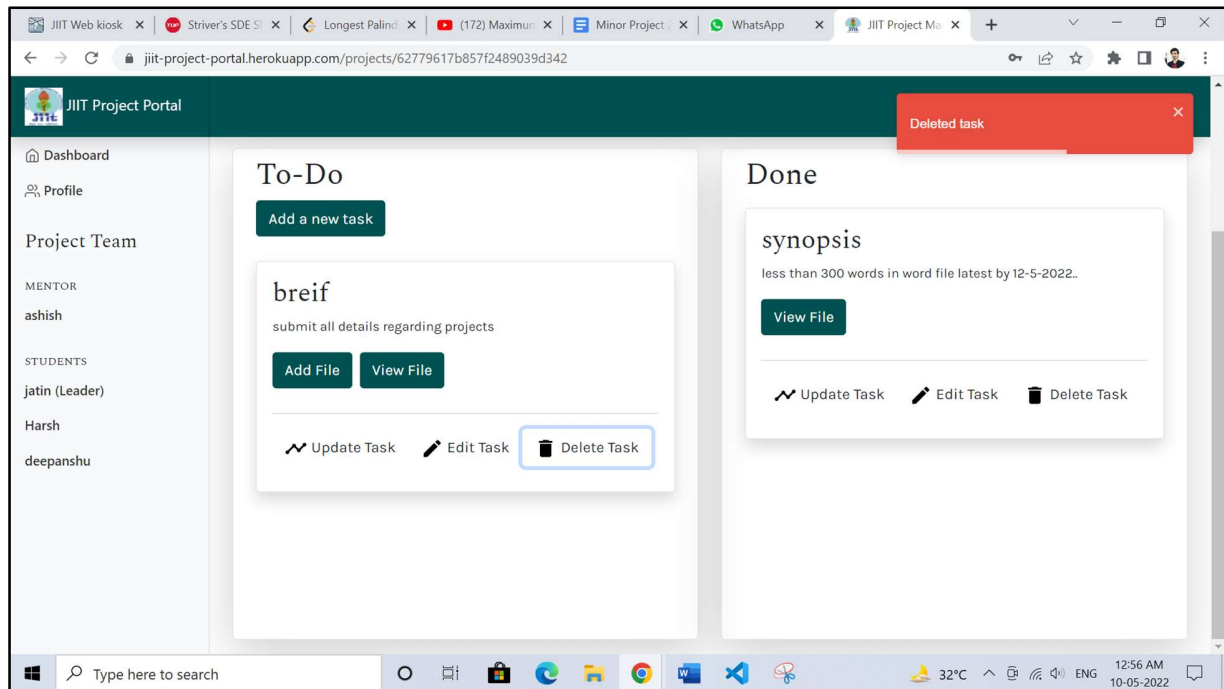 JIIT Web kiosk
Striver's SDE S
Longest Palind
(172) Maximun
Minor Project 2
WhatsApp
JIIT Project Ma
jiit-project-portal.herokuapp.com/projects/62779617b857f2489039d342
JIIT
JIIT Project Portal
Deleted task
Dashboard
Profile
Project Team
MENTOR
ashish
STUDENTS
jatin (Leader)
Harsh
deepanshu
To-Do
Add a new task
breif
submit all details regarding projects
Add File View File
Update Task Edit Task Delete Task
Done
synopsis
less than 300 words in word file latest by 12-5-2022..
View File
Update Task Edit Task Delete Task
Type here to search
32°C
ENG
12:56 AM
10-05-2022